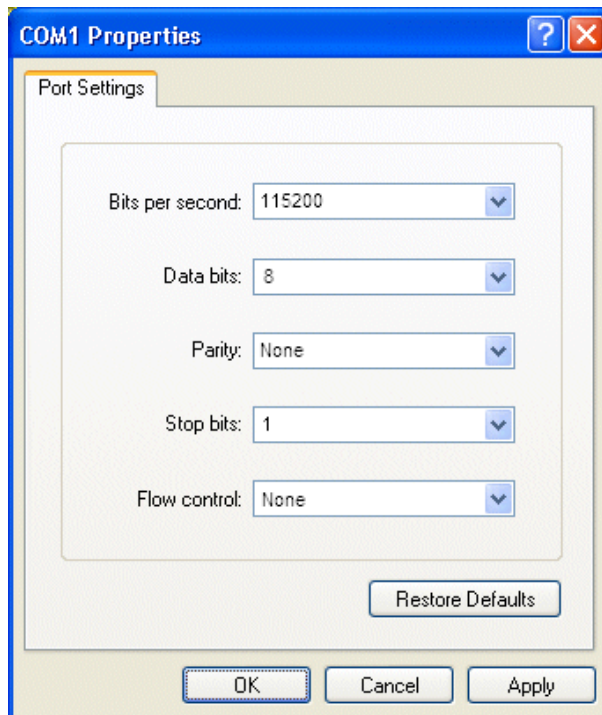 COM1 Properties
Port Settings
Bits per second: 115200
Data bits: 8
Parity: None
Stop bits: 1
Flow control: None
Restore Defaults
OK Cancel Apply